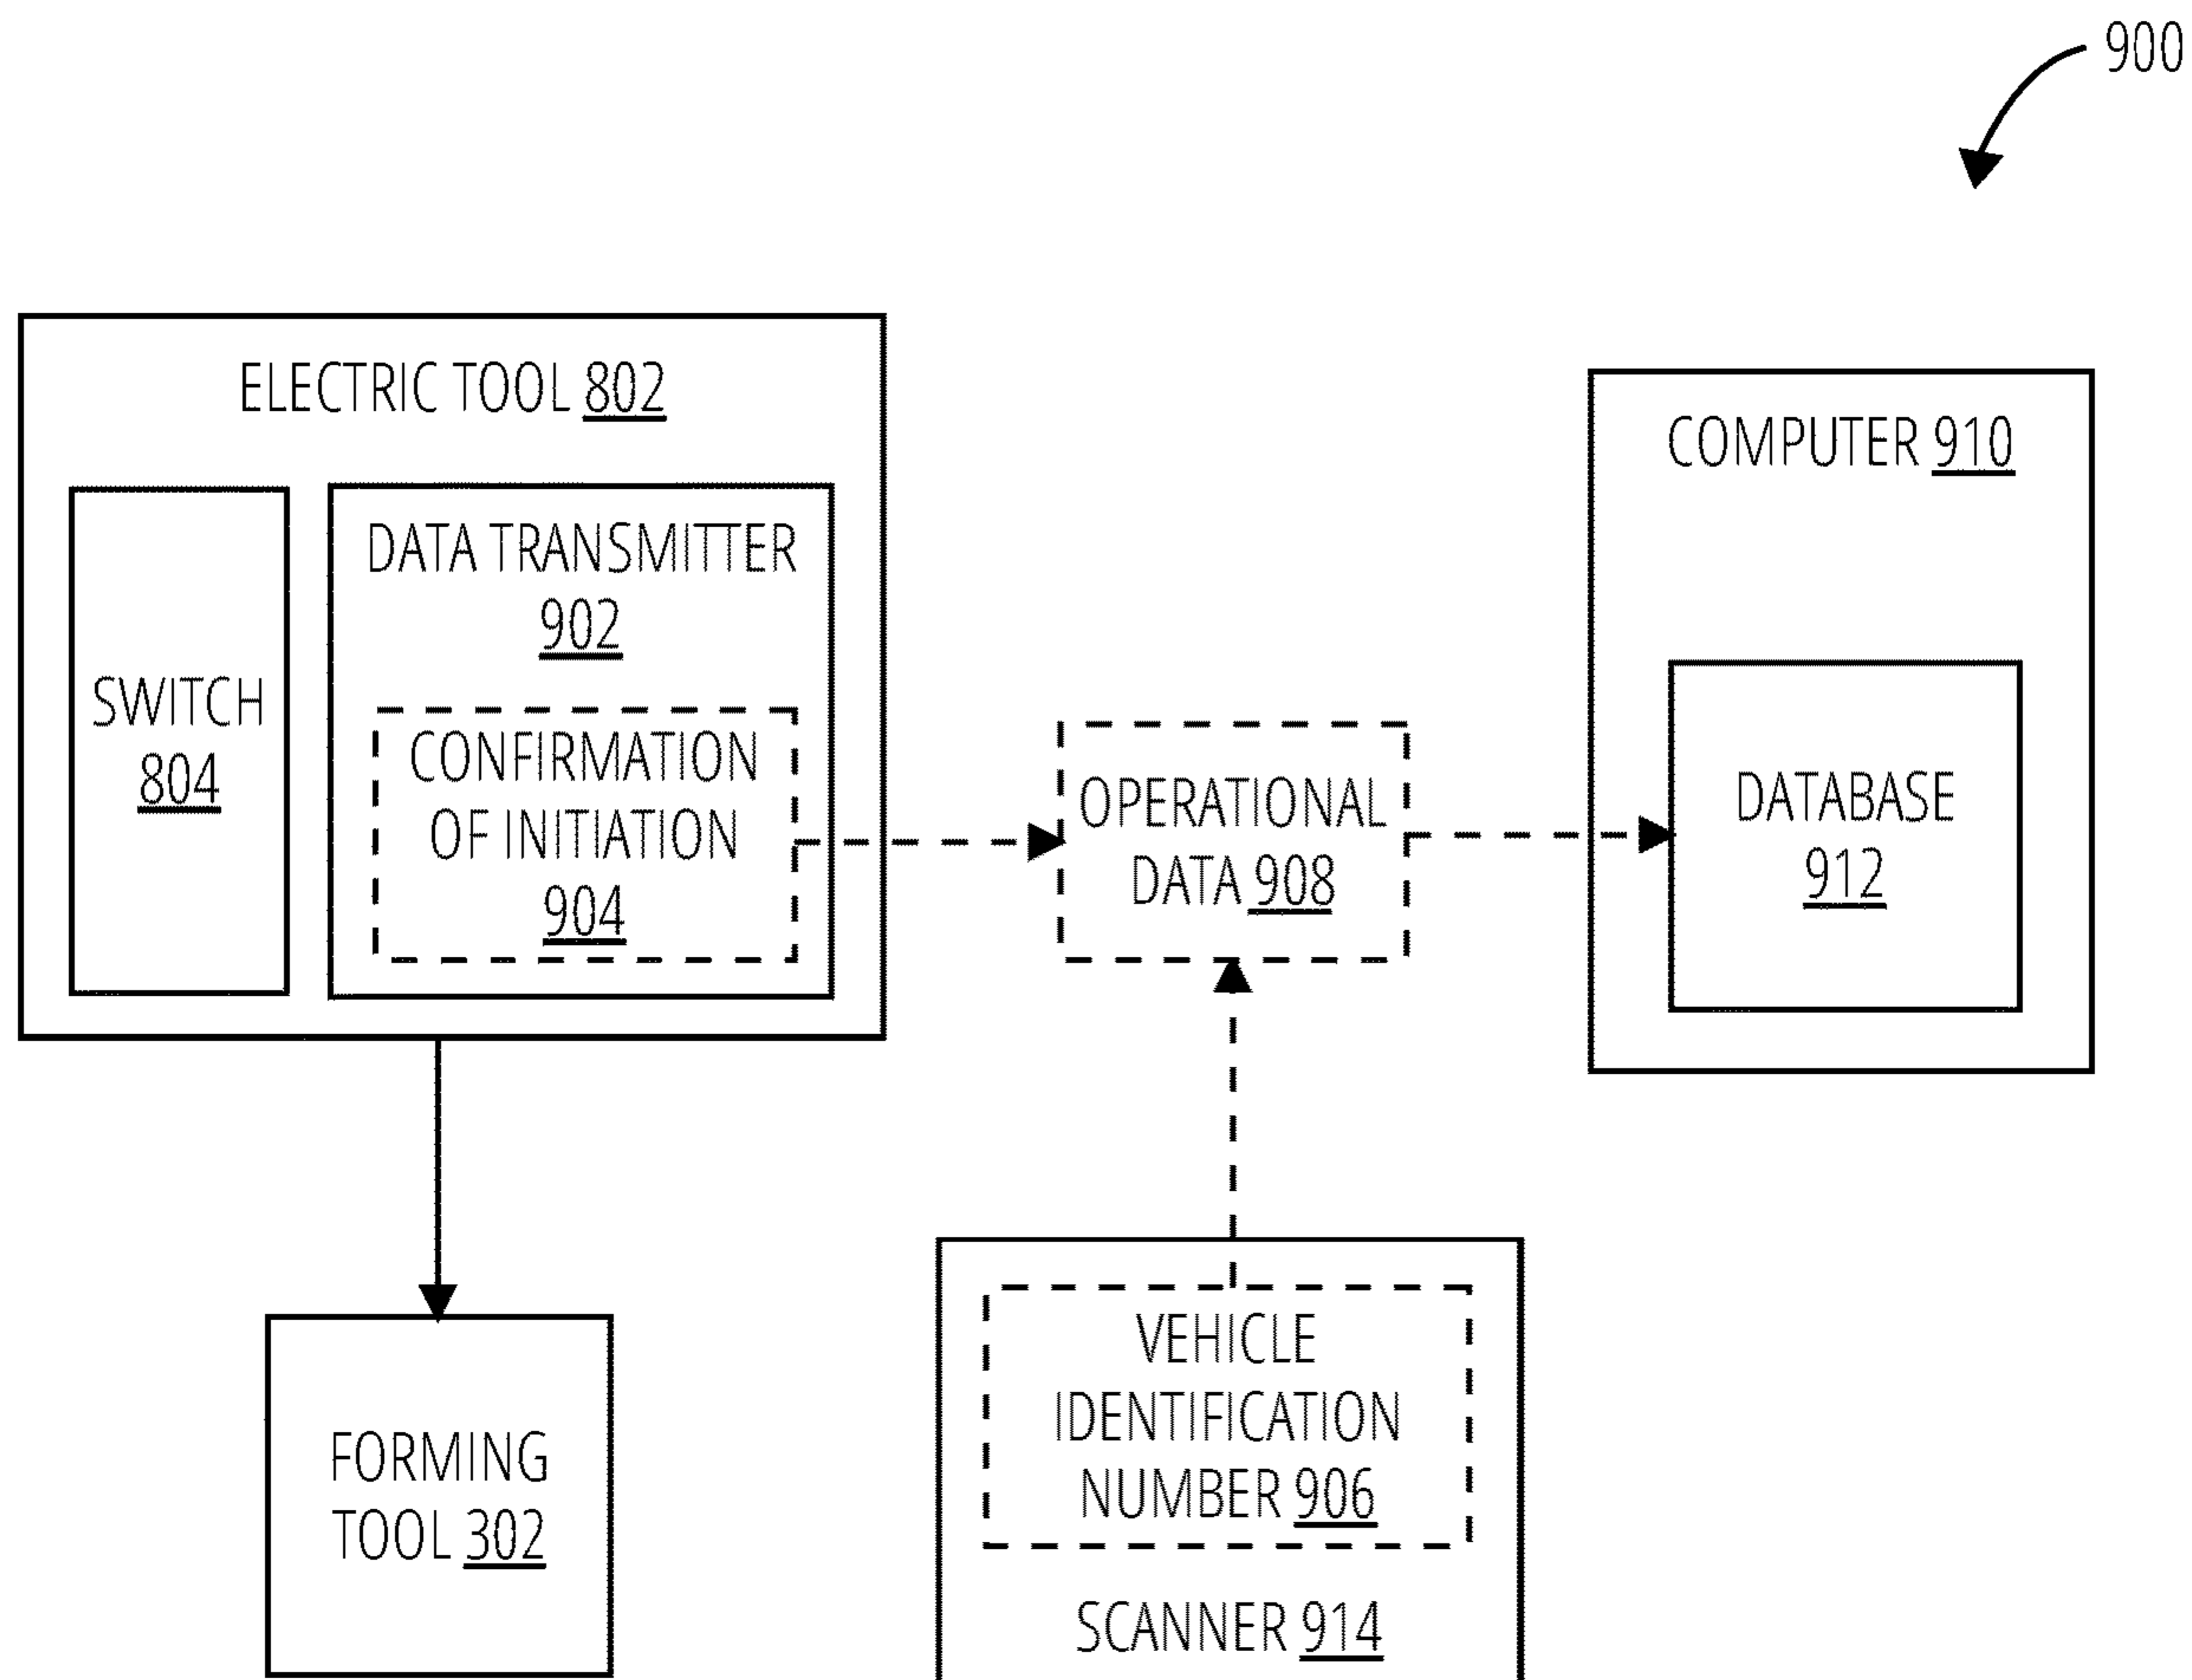 900
ELECTRIC TOOL 802
SWITCH
804
DATA TRANSMITTER
902
CONFIRMATION
OF INITIATION
904
OPERATIONAL
DATA 908
COMPUTER 910
DATABASE
912
FORMING
TOOL 302
VEHICLE
IDENTIFICATION
NUMBER 906
SCANNER 914